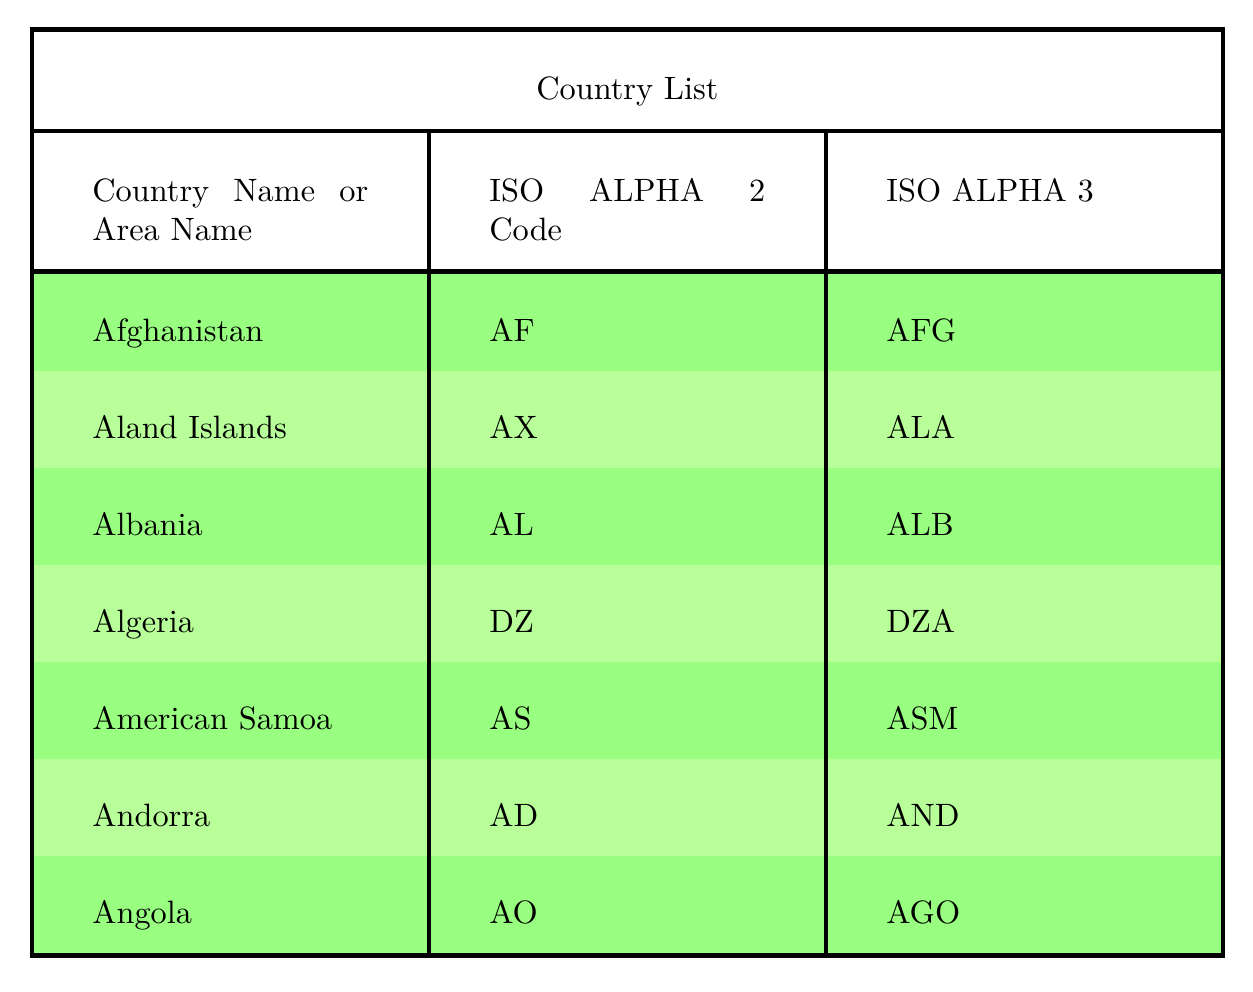 Country List
Country Name or
Area Name
ISO ALPHA 2
Code
ISO ALPHA 3
Afghanistan AF AFG
Aland Islands AX ALA
Albania AL ALB
Algeria DZ DZA
American Samoa AS ASM
Andorra AD AND
Angola AO AGO